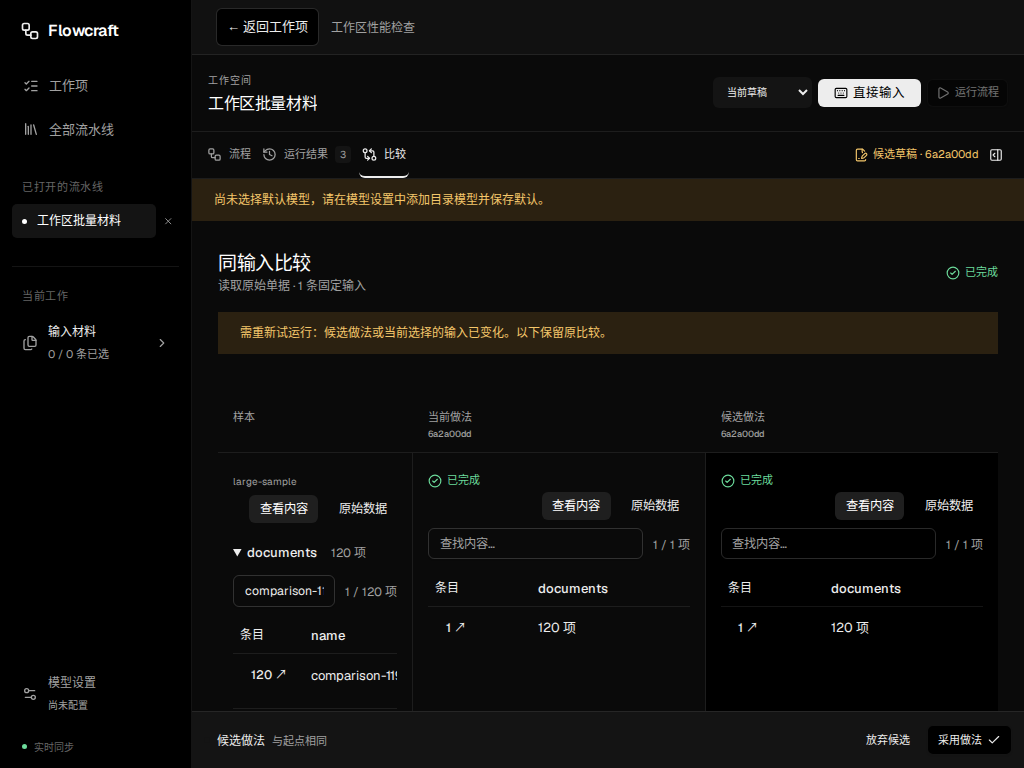 Flowcraft
← 返回工作项
工作区性能检查
工作项
全部流水线
已打开的流水线
工作区批量材料 ×
当前工作
输入材料
0 / 0 条已选
模型设置
尚未配置
实时同步
工作空间
工作区批量材料
当前草稿
直接输入
运行流程
流程
运行结果 3
比较
候选草稿 · 6a2a00dd
尚未选择默认模型，请在模型设置中添加目录模型并保存默认。
同输入比较
读取原始单据 · 1 条固定输入
已完成
需重新试运行：候选做法或当前选择的输入已变化。以下保留原比较。
样本
当前做法
6a2a00dd
候选做法
6a2a00dd
large-sample
查看内容 原始数据
▼ documents 120 项
comparison-1 1 / 120 项
条目 name
120 ↗ comparison-119
已完成
查看内容 原始数据
查找内容… 1 / 1 项
条目 documents
1 ↗ 120 项
已完成
查看内容 原始数据
查找内容… 1 / 1 项
条目 documents
1 ↗ 120 项
候选做法 与起点相同
放弃候选
采用做法